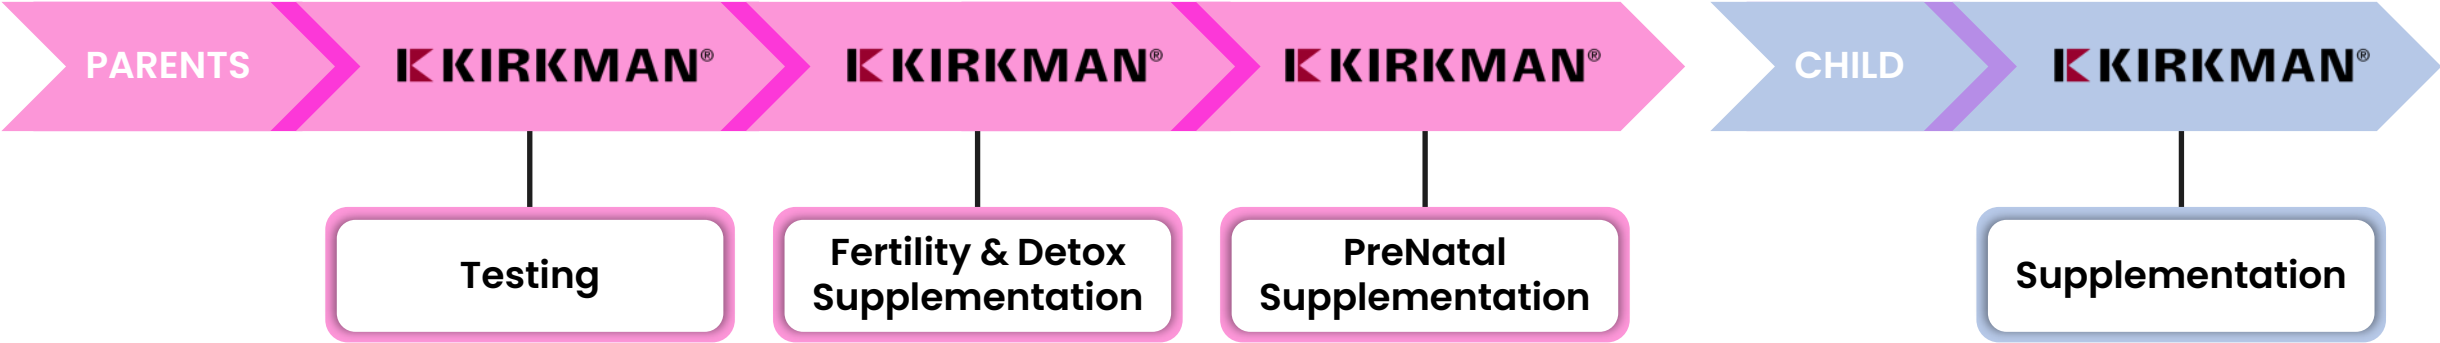 PARENTS
KIRKMAN®
KIRKMAN®
KIRKMAN®
CHILD
KIRKMAN®
Testing
Fertility & Detox
Supplementation
PreNatal
Supplementation
Supplementation